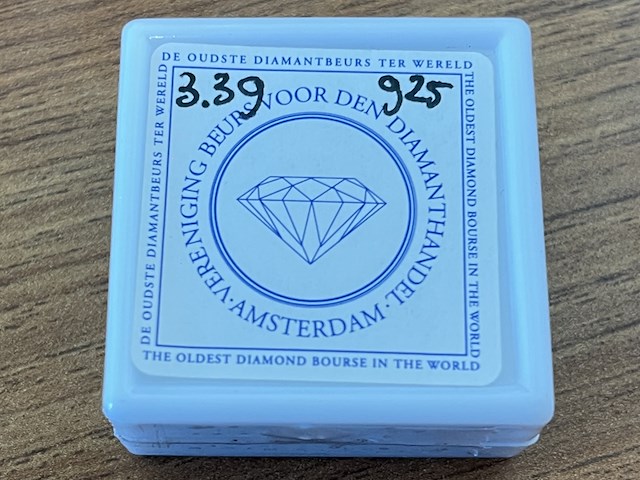 DE OUDSTE DIAMANTBEURS TER WERELD
3.39 925
VERENIGING BEURS VOOR DEN DIAMANTHANDEL
·AMSTERDAM·
DE OUDSTE DIAMANTBEURS TER WERELD
THE OLDEST DIAMOND BOURSE IN THE WORLD
THE OLDEST DIAMOND BOURSE IN THE WORLD